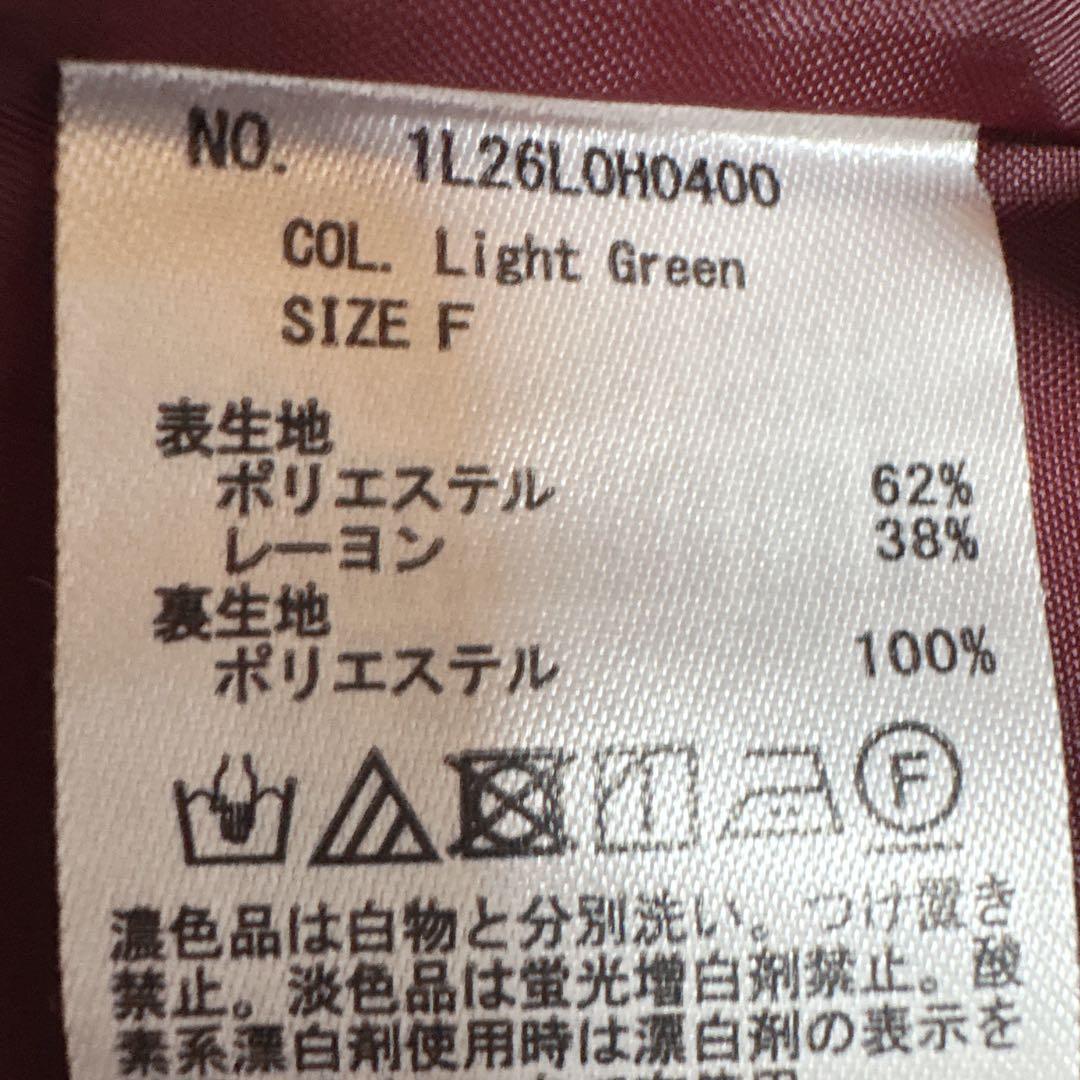 NO. 1L26L0H0400
COL. Light Green
SIZE F
表生地
ポリエステル 62%
レーヨン 38%
裏生地
ポリエステル 100%
F
濃色品は白物と分別洗い。つけ置き
禁止。淡色品は蛍光増白剤禁止。酸
素系漂白剤使用時は漂白剤の表示を